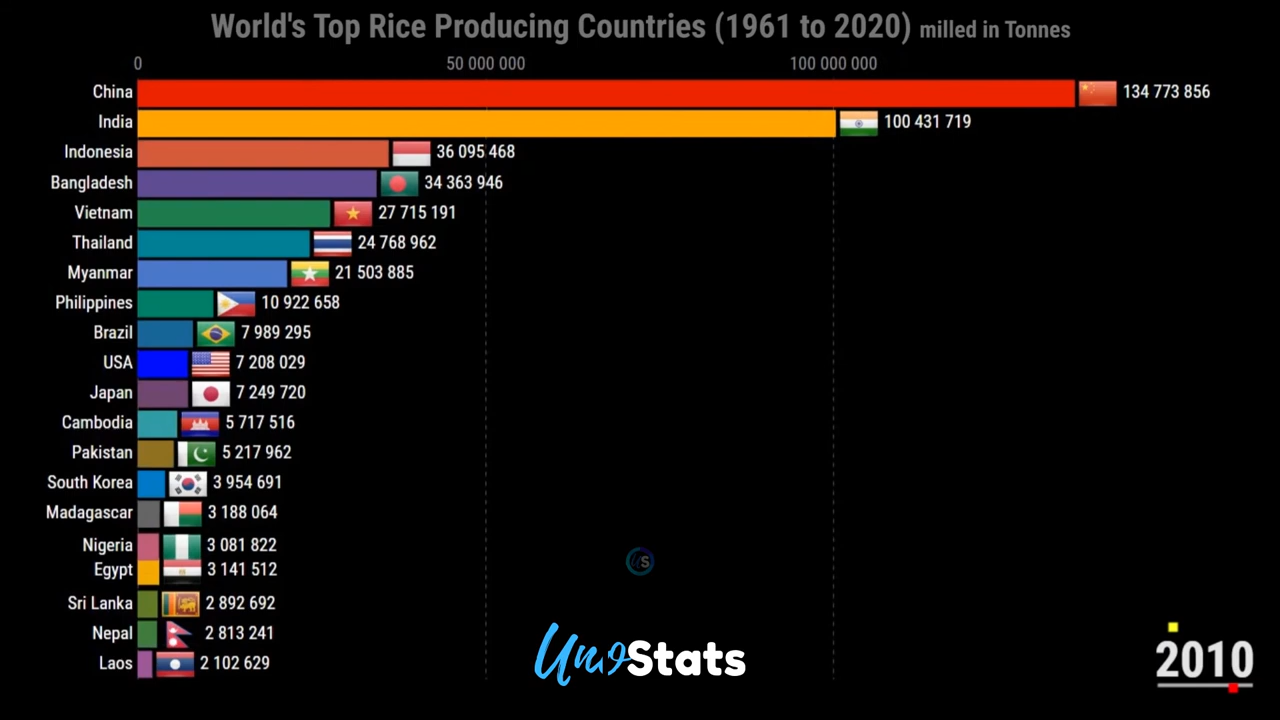 World's Top Rice Producing Countries (1961 to 2020) milled in Tonnes
0 50 000 000 100 000 000
China 134 773 856
India 100 431 719
Indonesia 36 095 468
Bangladesh 34 363 946
Vietnam 27 715 191
Thailand 24 768 962
Myanmar 21 503 885
Philippines 10 922 658
Brazil 7 989 295
USA 7 208 029
Japan 7 249 720
Cambodia 5 717 516
Pakistan 5 217 962
South Korea 3 954 691
Madagascar 3 188 064
Nigeria 3 081 822
Egypt 3 141 512
Sri Lanka 2 892 692
Nepal 2 813 241
Laos 2 102 629
Stats
2010